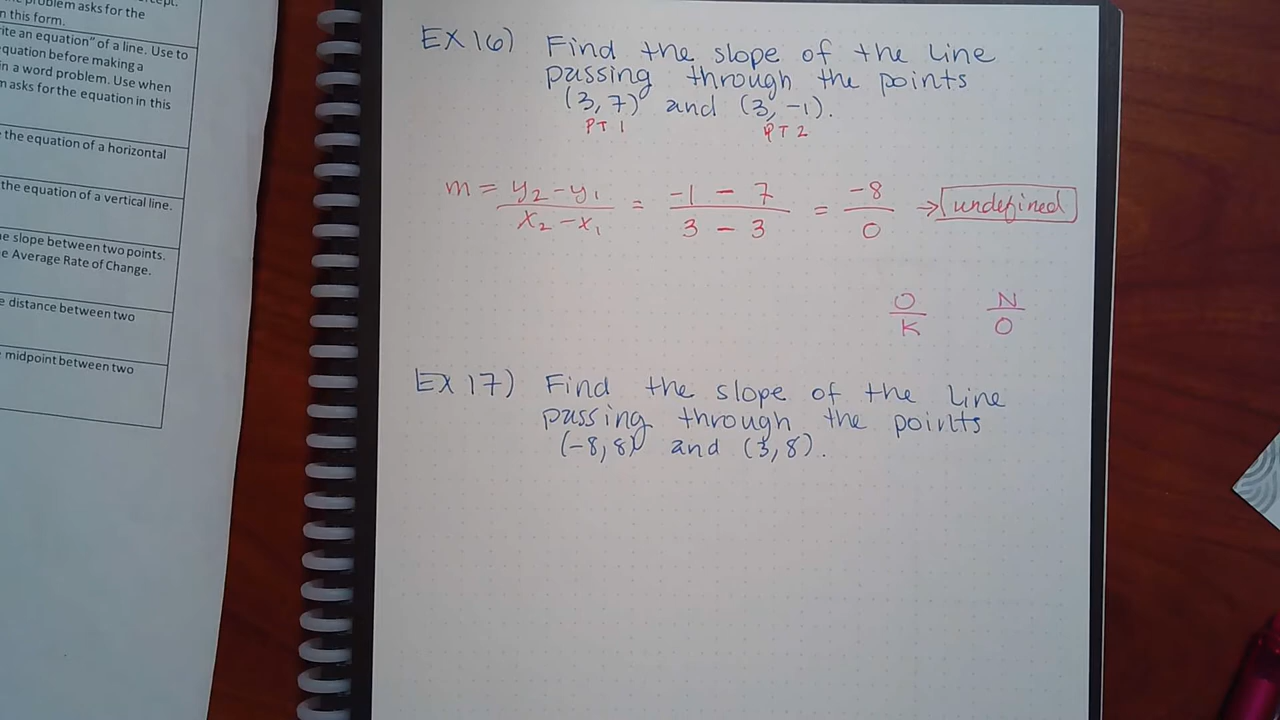 problem asks for the
n this form.
ite an equation" of a line. Use to
equation before making a
in a word problem. Use when
m asks for the equation in this
the equation of a horizontal
the equation of a vertical line.
e slope between two points.
e Average Rate of Change.
e distance between two
midpoint between two
EX 16) Find the slope of the line
passing through the points
(3, 7) and (3, -1).
PT 1 PT 2
m = y₂ - y₁ / x₂ - x₁ = -1 - 7 / 3 - 3 = -8 / 0 → undefined
O / K N / O
EX 17) Find the slope of the line
passing through the points
(-8, 8) and (3, 8).